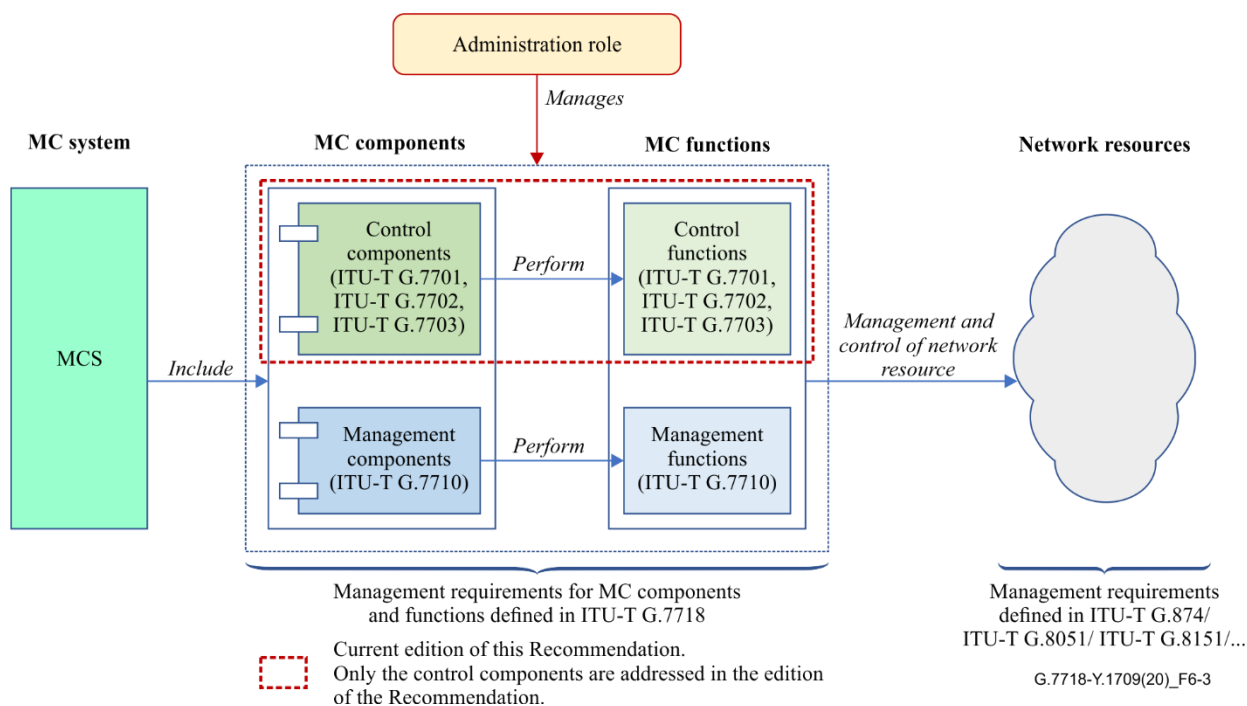 Administration role
Manages
MC system
MC components
MC functions
Network resources
MCS
Include
Control
components
(ITU-T G.7701,
ITU-T G.7702,
ITU-T G.7703)
Perform
Control
functions
(ITU-T G.7701,
ITU-T G.7702,
ITU-T G.7703)
Management and
control of network
resource
Management
components
(ITU-T G.7710)
Perform
Management
functions
(ITU-T G.7710)
Management requirements for MC components
and functions defined in ITU-T G.7718
Management requirements
defined in ITU-T G.874/
ITU-T G.8051/ ITU-T G.8151/...
Current edition of this Recommendation.
Only the control components are addressed in the edition
of the Recommendation.
G.7718-Y.1709(20)_F6-3